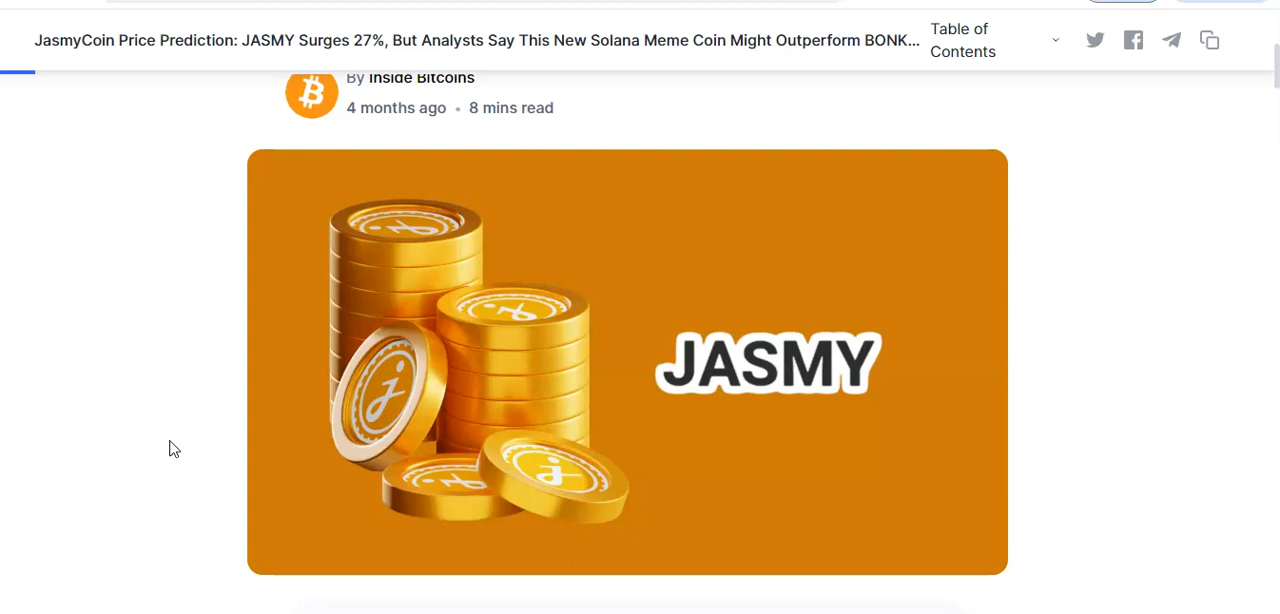 JasmyCoin Price Prediction: JASMY Surges 27%, But Analysts Say This New Solana Meme Coin Might Outperform BONK...
Table of
Contents
By Inside Bitcoins
4 months ago • 8 mins read
JASMY